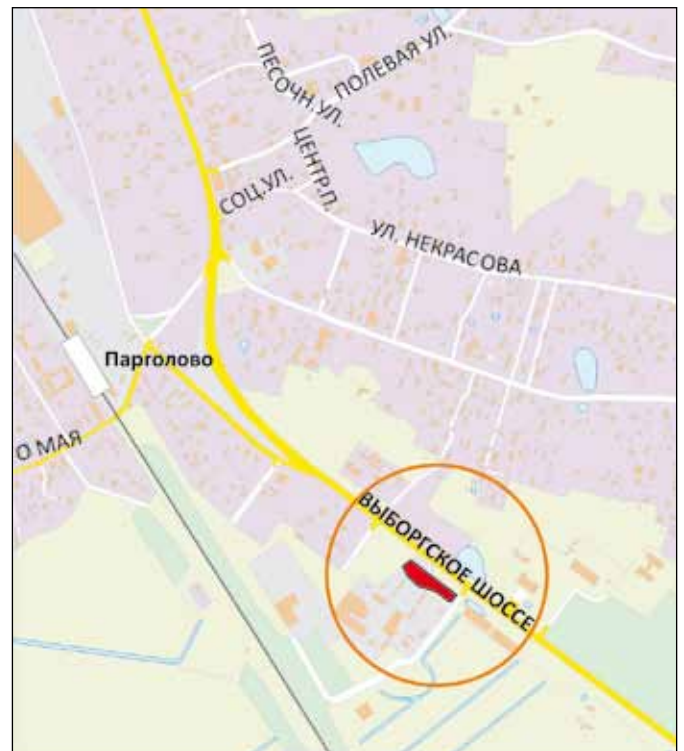 ПЕСОЧН. УЛ.
ПОЛЕВАЯ УЛ.
ЦЕНТР.П.
СОЦ.УЛ.
УЛ. НЕКРАСОВА
Парголово
О МАЯ
ВЫБОРГСКОЕ ШОССЕ